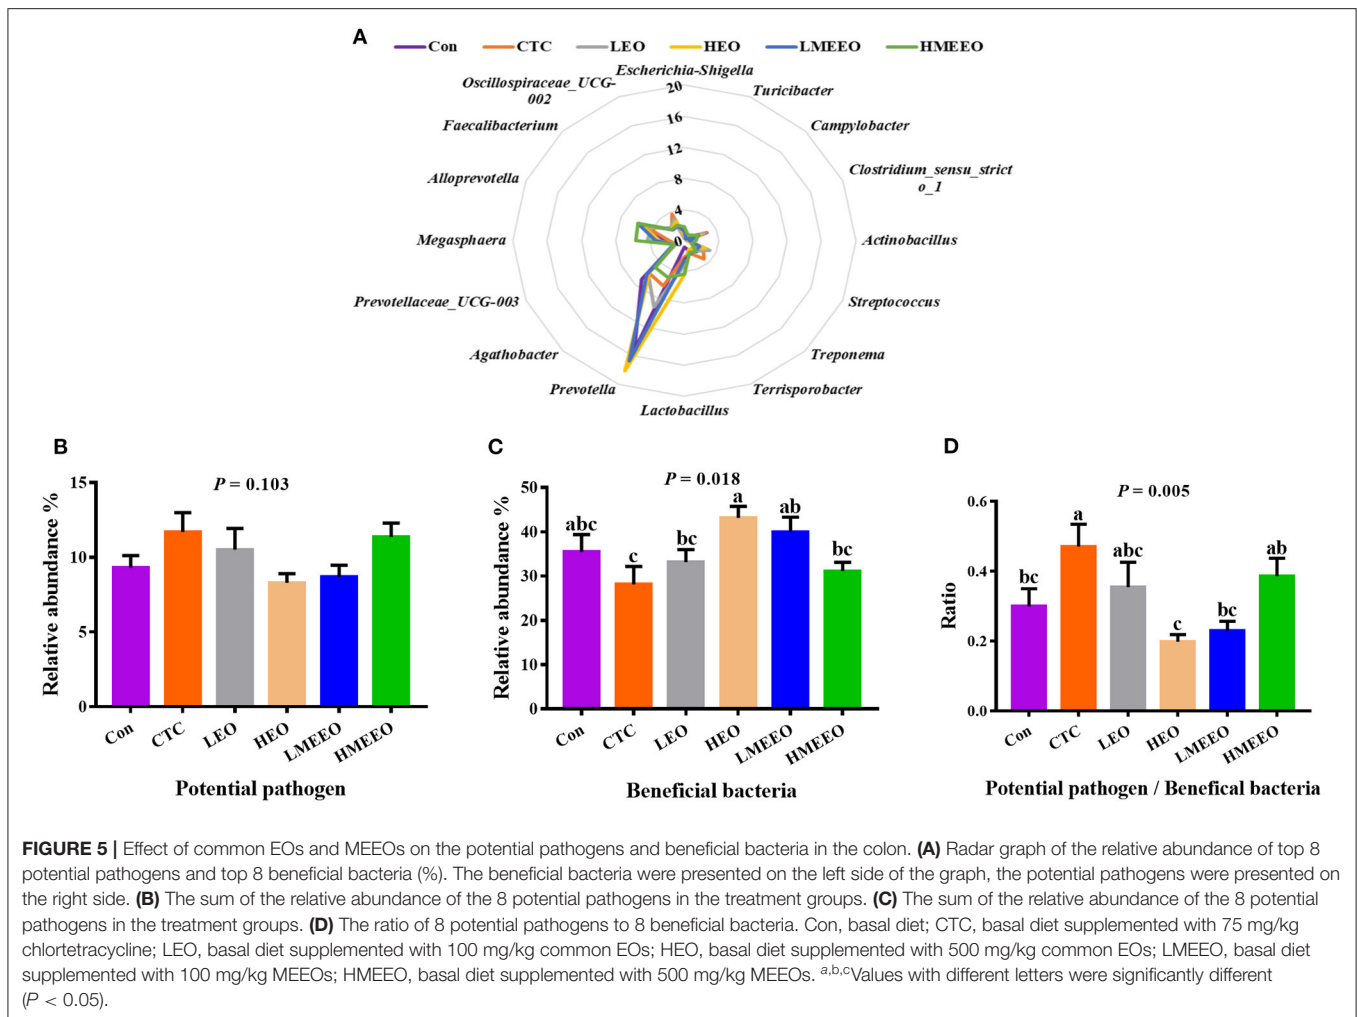 A
Con CTC LEO HEO LMEEO HMEEO
Escherichia-Shigella
Oscillospiraceae_UCG-
002
Turicibacter
Faecalibacterium
Campylobacter
Alloprevotella
Clostridium_sensu_strict
o_1
Megasphaera
Actinobacillus
Prevotellaceae_UCG-003
Streptococcus
Agathobacter
Treponema
Prevotella
Terrisporobacter
Lactobacillus
20
16
12
8
4
0
B
P = 0.103
Relative abundance %
15
10
5
0
Con CTC LEO HEO LMEEO HMEEO
Potential pathogen
C
P = 0.018
Relative abundance %
50
40
30
20
10
0
abc c bc a ab bc
Con CTC LEO HEO LMEEO HMEEO
Beneficial bacteria
D
P = 0.005
Ratio
0.6
0.4
0.2
0.0
bc a abc c bc ab
Con CTC LEO HEO LMEEO HMEEO
Potential pathogen / Benefical bacteria
FIGURE 5 | Effect of common EOs and MEEOs on the potential pathogens and beneficial bacteria in the colon. (A) Radar graph of the relative abundance of top 8
potential pathogens and top 8 beneficial bacteria (%). The beneficial bacteria were presented on the left side of the graph, the potential pathogens were presented on
the right side. (B) The sum of the relative abundance of the 8 potential pathogens in the treatment groups. (C) The sum of the relative abundance of the 8 potential
pathogens in the treatment groups. (D) The ratio of 8 potential pathogens to 8 beneficial bacteria. Con, basal diet; CTC, basal diet supplemented with 75 mg/kg
chlortetracycline; LEO, basal diet supplemented with 100 mg/kg common EOs; HEO, basal diet supplemented with 500 mg/kg common EOs; LMEEO, basal diet
supplemented with 100 mg/kg MEEOs; HMEEO, basal diet supplemented with 500 mg/kg MEEOs. a,b,cValues with different letters were significantly different
(P < 0.05).